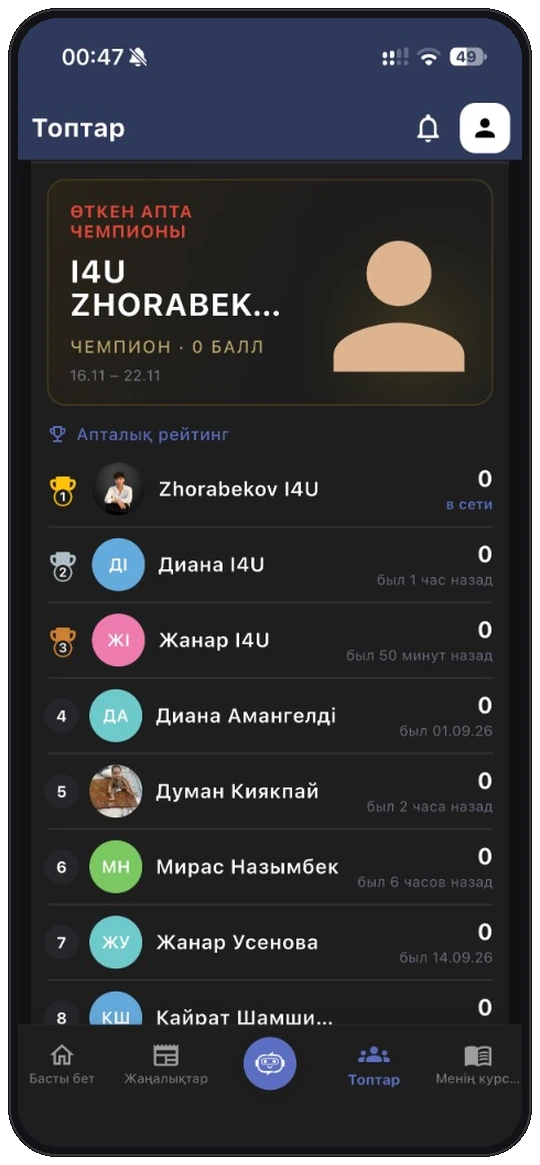 00:47
49
Топтар
ӨТКЕН АПТА
ЧЕМПИОНЫ
I4U
ZHORABEK...
ЧЕМПИОН · 0 БАЛЛ
16.11 – 22.11
Апталық рейтинг
1
Zhorabekov I4U
0
в сети
2
ДІ
Диана I4U
0
был 1 час назад
3
ЖІ
Жанар I4U
0
был 50 минут назад
4
ДА
Диана Амангелді
0
был 01.09.26
5
Думан Киякпай
0
был 2 часа назад
6
МН
Мирас Назымбек
0
был 6 часов назад
7
ЖУ
Жанар Усенова
0
был 14.09.26
8
КШ
Кайрат Шамши...
0
Басты бет
Жаңалықтар
Топтар
Менің курс...